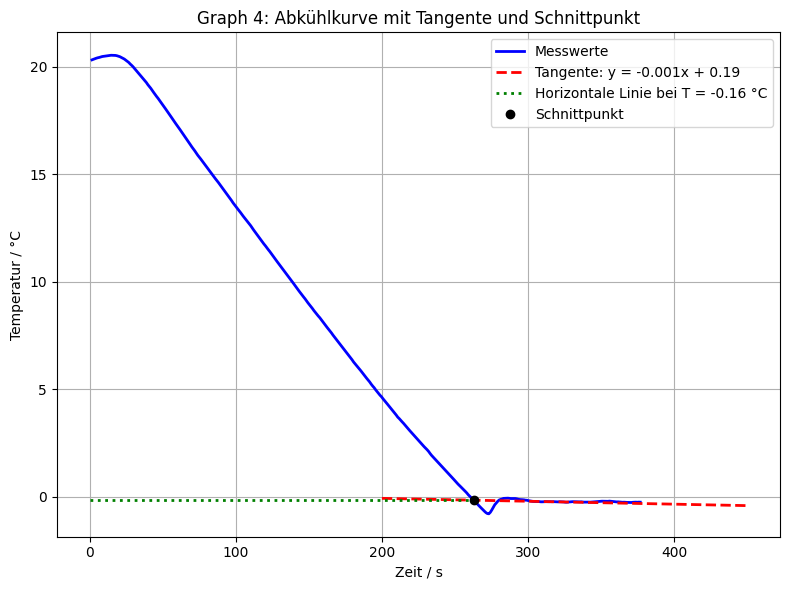 Graph 4: Abkühlkurve mit Tangente und Schnittpunkt
Messwerte
Tangente: y = -0.001x + 0.19
Horizontale Linie bei T = -0.16 °C
Schnittpunkt
Temperatur / °C
20
15
10
5
0
0
100
200
300
400
Zeit / s